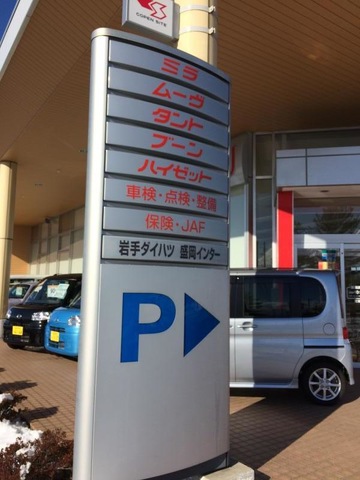 COPEN SITE
ミラ
ムーヴ
タント
ブーン
ハイゼット
車検・点検・整備
保険・JAF
岩手ダイハツ 盛岡インター
P